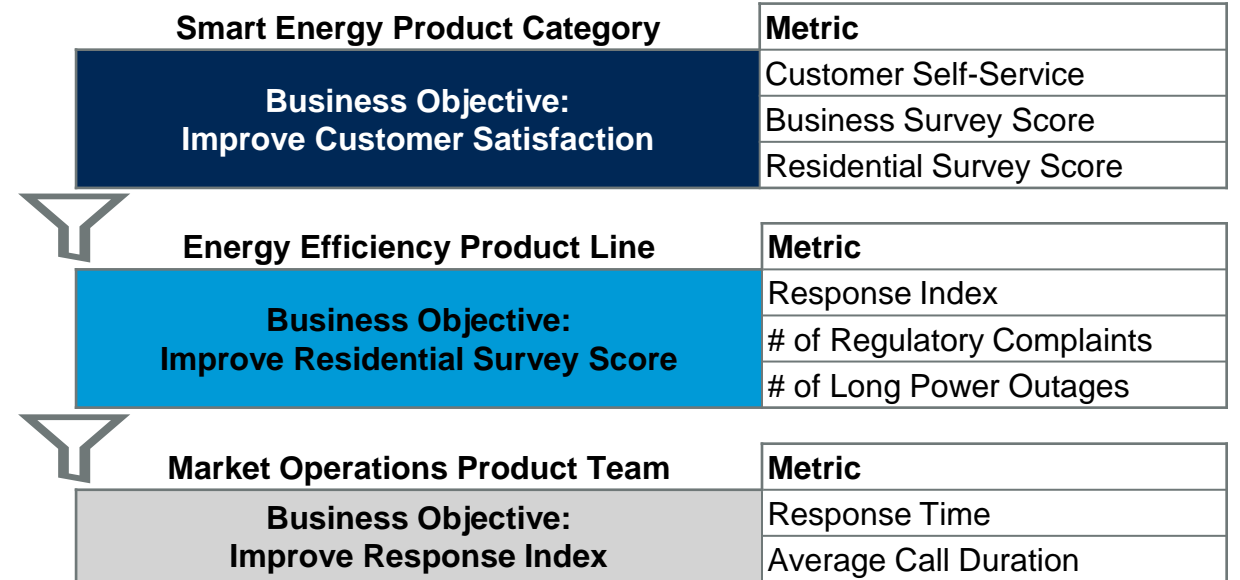 Smart Energy Product Category
Metric
Business Objective:
Improve Customer Satisfaction
Customer Self-Service
Business Survey Score
Residential Survey Score
Energy Efficiency Product Line
Metric
Business Objective:
Improve Residential Survey Score
Response Index
# of Regulatory Complaints
# of Long Power Outages
Market Operations Product Team
Metric
Business Objective:
Improve Response Index
Response Time
Average Call Duration